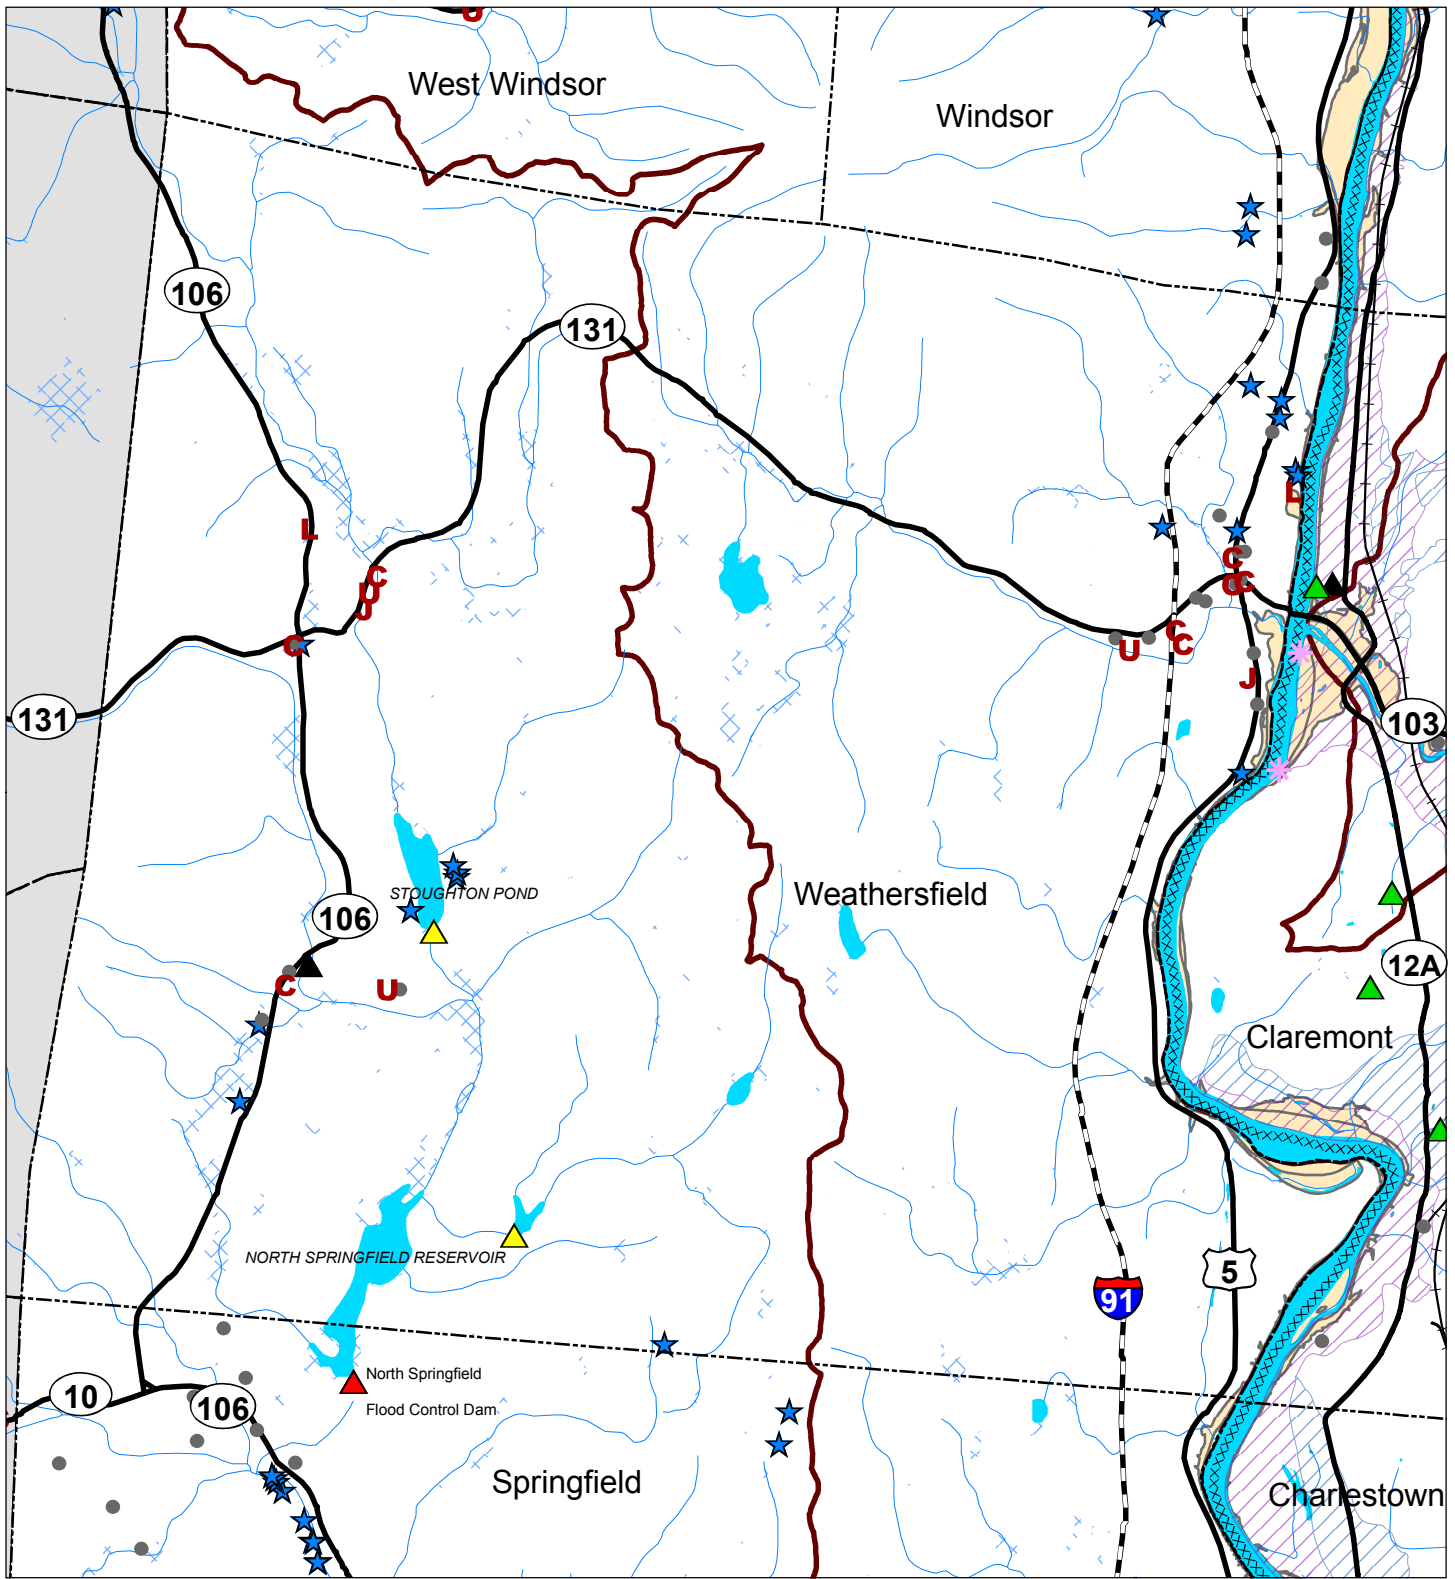 U
West Windsor
Windsor
106
131
L
L
C
U
J
C
C
C
C
C
C
U
J
131
103
STOUGHTON POND
Weathersfield
106
12A
C
U
Claremont
NORTH SPRINGFIELD RESERVOIR
5
91
North Springfield
Flood Control Dam
10
106
Springfield
Charlestown